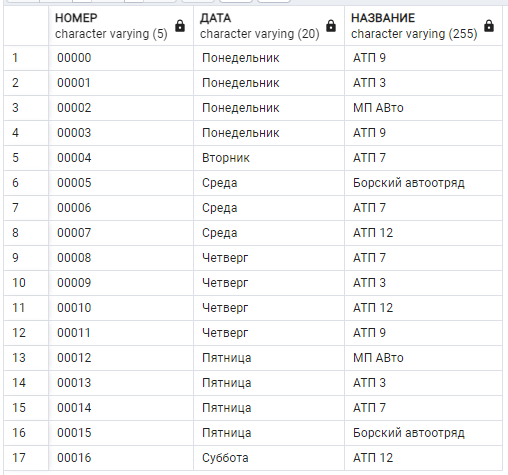 НОМЕР ДАТА НАЗВАНИЕ
character varying (5) character varying (20) character varying (255)
1 00000 Понедельник АТП 9
2 00001 Понедельник АТП 3
3 00002 Понедельник МП АВто
4 00003 Понедельник АТП 9
5 00004 Вторник АТП 7
6 00005 Среда Борский автоотряд
7 00006 Среда АТП 7
8 00007 Среда АТП 12
9 00008 Четверг АТП 7
10 00009 Четверг АТП 3
11 00010 Четверг АТП 12
12 00011 Четверг АТП 9
13 00012 Пятница МП АВто
14 00013 Пятница АТП 3
15 00014 Пятница АТП 7
16 00015 Пятница Борский автоотряд
17 00016 Суббота АТП 12